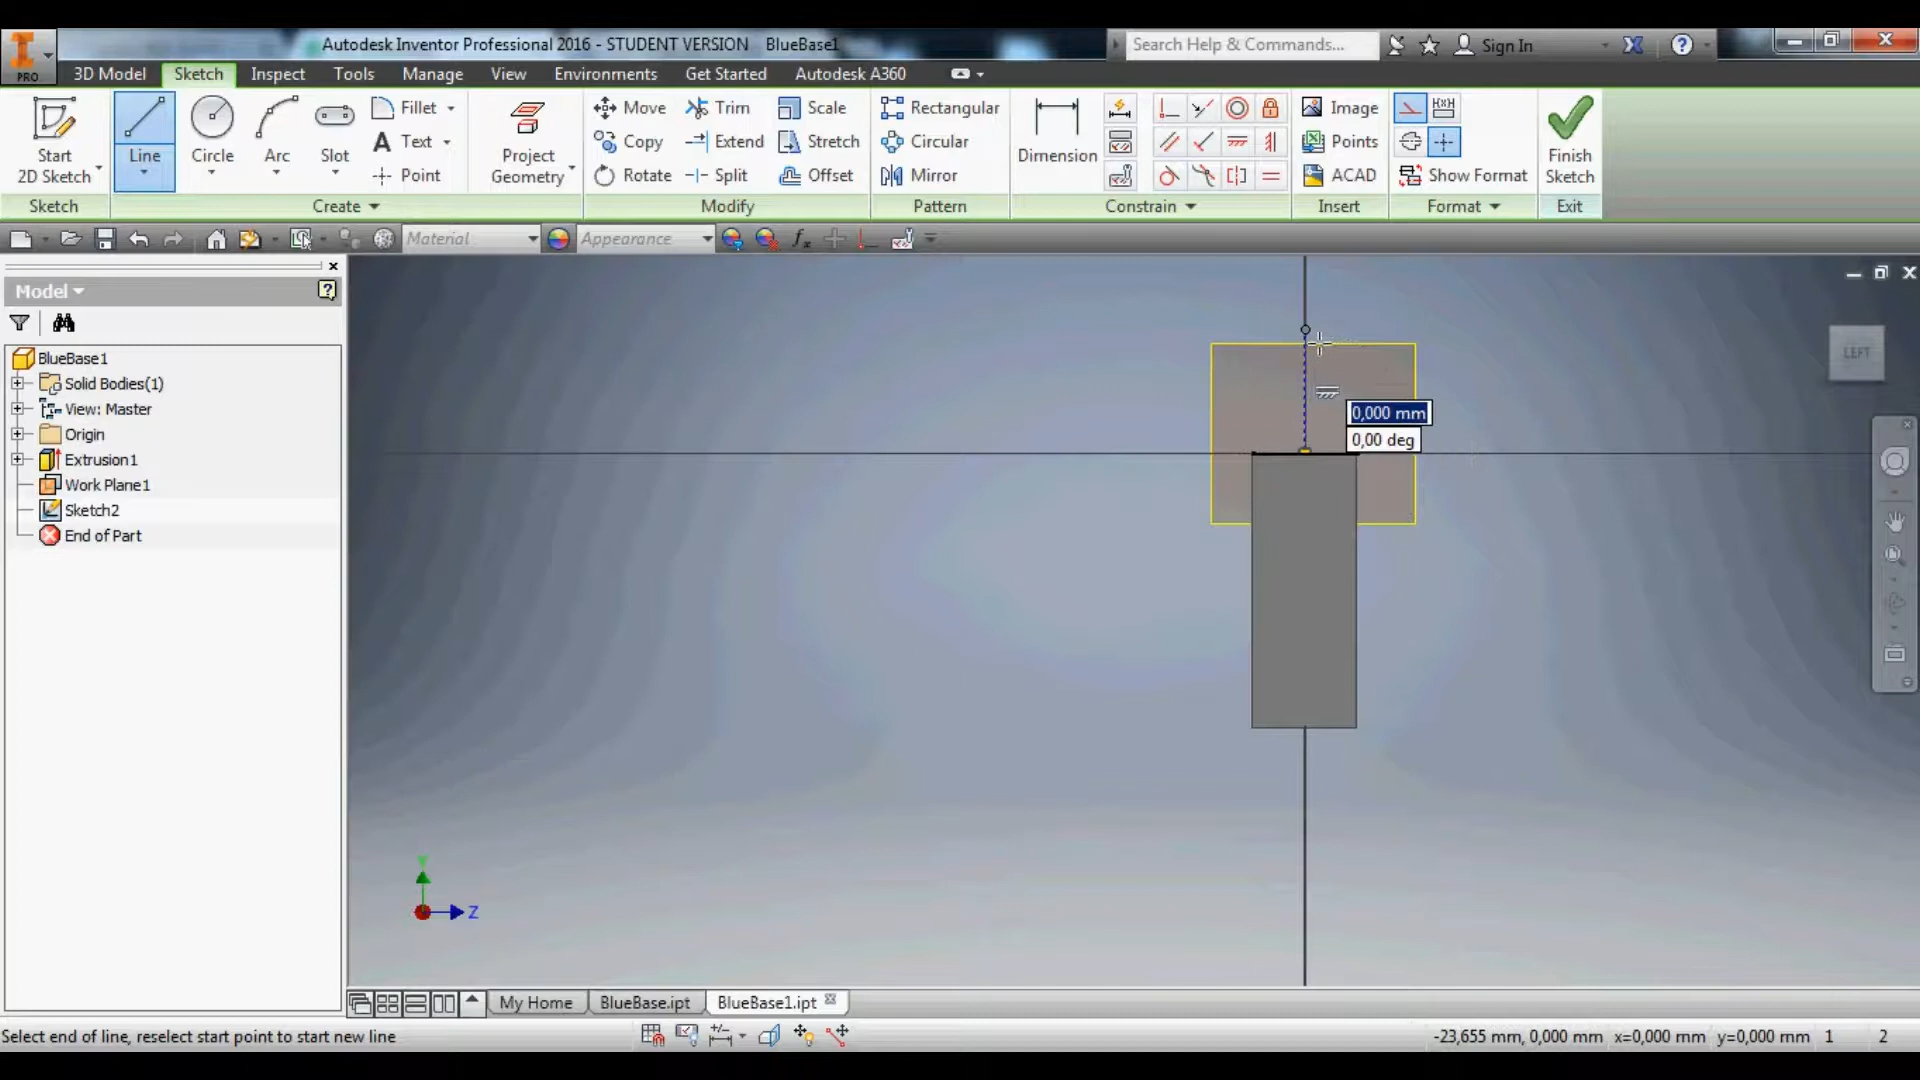 Autodesk Inventor Professional 2016 - STUDENT VERSION BlueBase1
Search Help & Commands...
Sign In
PRO
3D Model Sketch Inspect Tools Manage View Environments Get Started Autodesk A360
Start
2D Sketch
Line
Circle
Arc
Slot
Fillet
Text
Point
Project
Geometry
Move
Copy
Rotate
Trim
Extend
Split
Scale
Stretch
Offset
Rectangular
Circular
Mirror
Dimension
Image
Points
ACAD
Show Format
Finish
Sketch
Sketch Create Modify Pattern Constrain Insert Format Exit
Material Appearance
Model
BlueBase1
Solid Bodies(1)
View: Master
Origin
Extrusion1
Work Plane1
Sketch2
End of Part
LEFT
0,000 mm
0,00 deg
Y
Z
My Home BlueBase.ipt BlueBase1.ipt
Select end of line, reselect start point to start new line
-23,655 mm, 0,000 mm x=0,000 mm y=0,000 mm 1 2